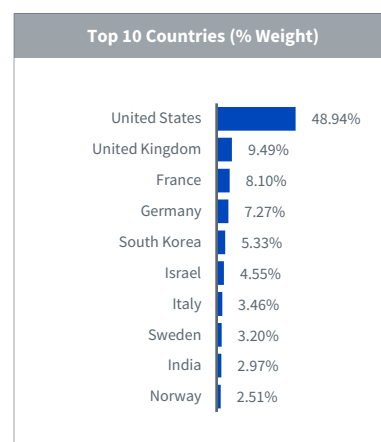 Top 10 Countries (% Weight)
United States 48.94%
United Kingdom 9.49%
France 8.10%
Germany 7.27%
South Korea 5.33%
Israel 4.55%
Italy 3.46%
Sweden 3.20%
India 2.97%
Norway 2.51%